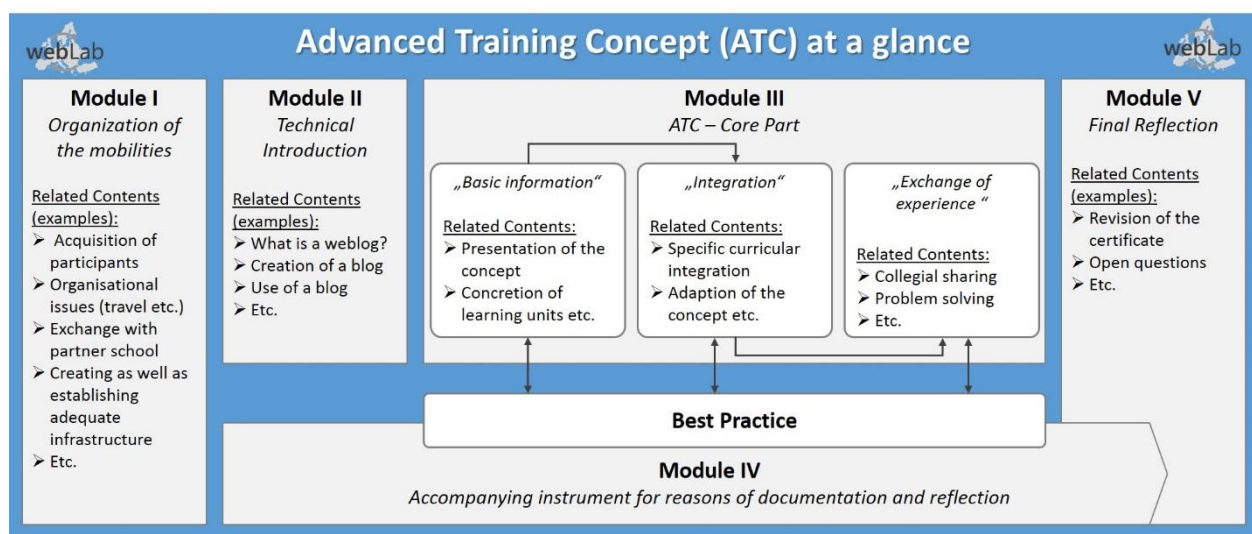 webLab
Advanced Training Concept (ATC) at a glance
webLab
Module I
Organization of
the mobilities
Related Contents
(examples):
➤ Acquisition of
participants
➤ Organisational
issues (travel etc.)
➤ Exchange with
partner school
➤ Creating as well as
establishing
adequate
infrastructure
➤ Etc.
Module II
Technical
Introduction
Related Contents
(examples):
➤ What is a weblog?
➤ Creation of a blog
➤ Use of a blog
➤ Etc.
Module III
ATC – Core Part
„Basic information“
Related Contents:
➤ Presentation of the
concept
➤ Concretion of
learning units etc.
„Integration“
Related Contents:
➤ Specific curricular
integration
➤ Adaption of the
concept etc.
„Exchange of
experience “
Related Contents:
➤ Collegial sharing
➤ Problem solving
➤ Etc.
Best Practice
Module IV
Accompanying instrument for reasons of documentation and reflection
Module V
Final Reflection
Related Contents
(examples):
➤ Revision of the
certificate
➤ Open questions
➤ Etc.